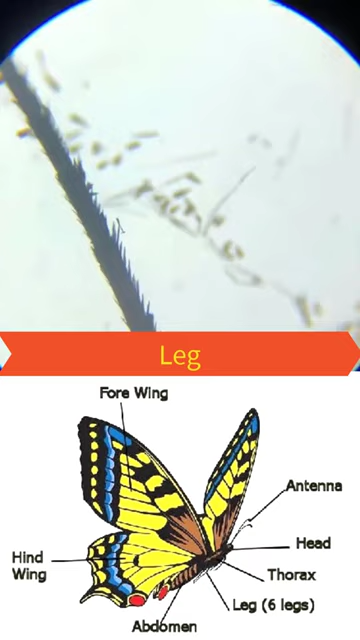 Leg
Fore Wing
Antenna
Head
Hind
Wing
Thorax
Leg (6 legs)
Abdomen